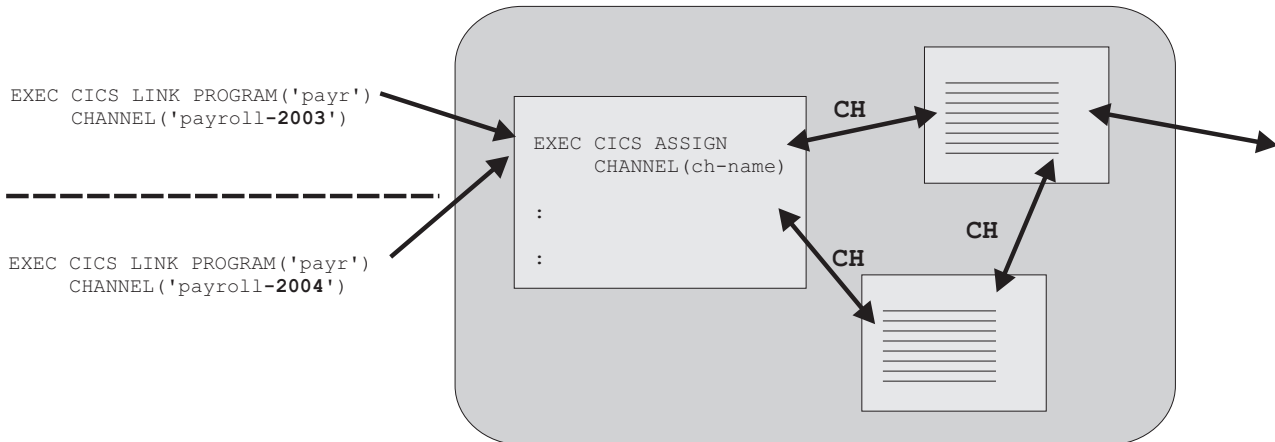 EXEC CICS LINK PROGRAM('payr')
CHANNEL('payroll-2003')
EXEC CICS LINK PROGRAM('payr')
CHANNEL('payroll-2004')
EXEC CICS ASSIGN
CHANNEL(ch-name)
:
:
CH
CH
CH